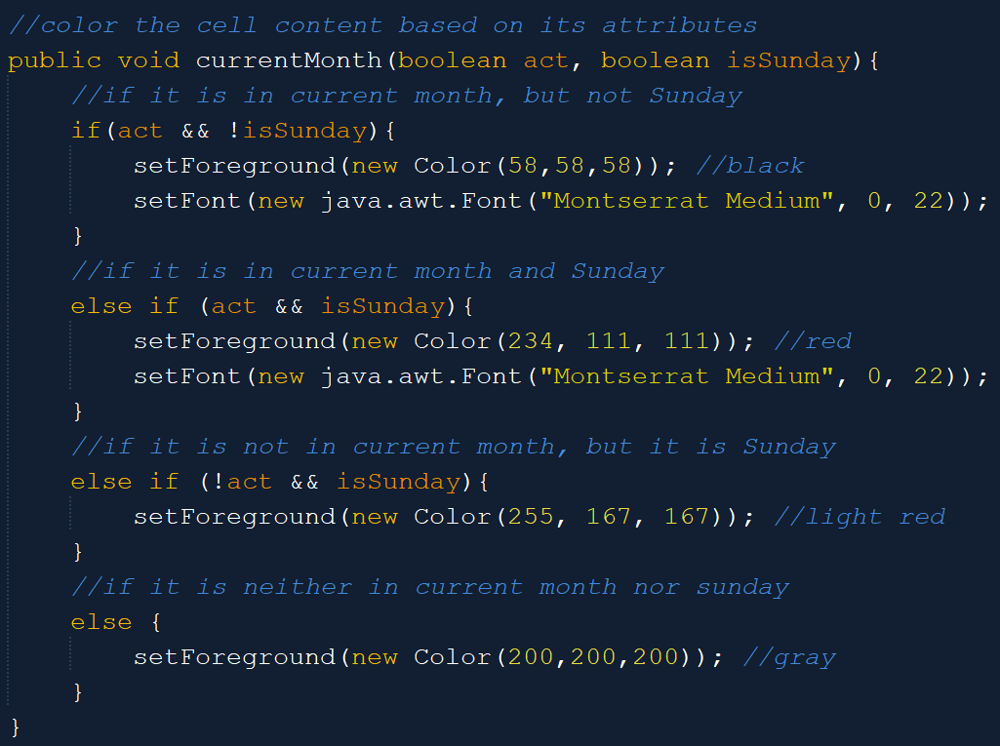 //color the cell content based on its attributes
public void currentMonth(boolean act, boolean isSunday){
    //if it is in current month, but not Sunday
    if(act && !isSunday){
        setForeground(new Color(58,58,58)); //black
        setFont(new java.awt.Font("Montserrat Medium", 0, 22));
    }
    //if it is in current month and Sunday
    else if (act && isSunday){
        setForeground(new Color(234, 111, 111)); //red
        setFont(new java.awt.Font("Montserrat Medium", 0, 22));
    }
    //if it is not in current month, but it is Sunday
    else if (!act && isSunday){
        setForeground(new Color(255, 167, 167)); //light red
    }
    //if it is neither in current month nor sunday
    else {
        setForeground(new Color(200,200,200)); //gray
    }
}